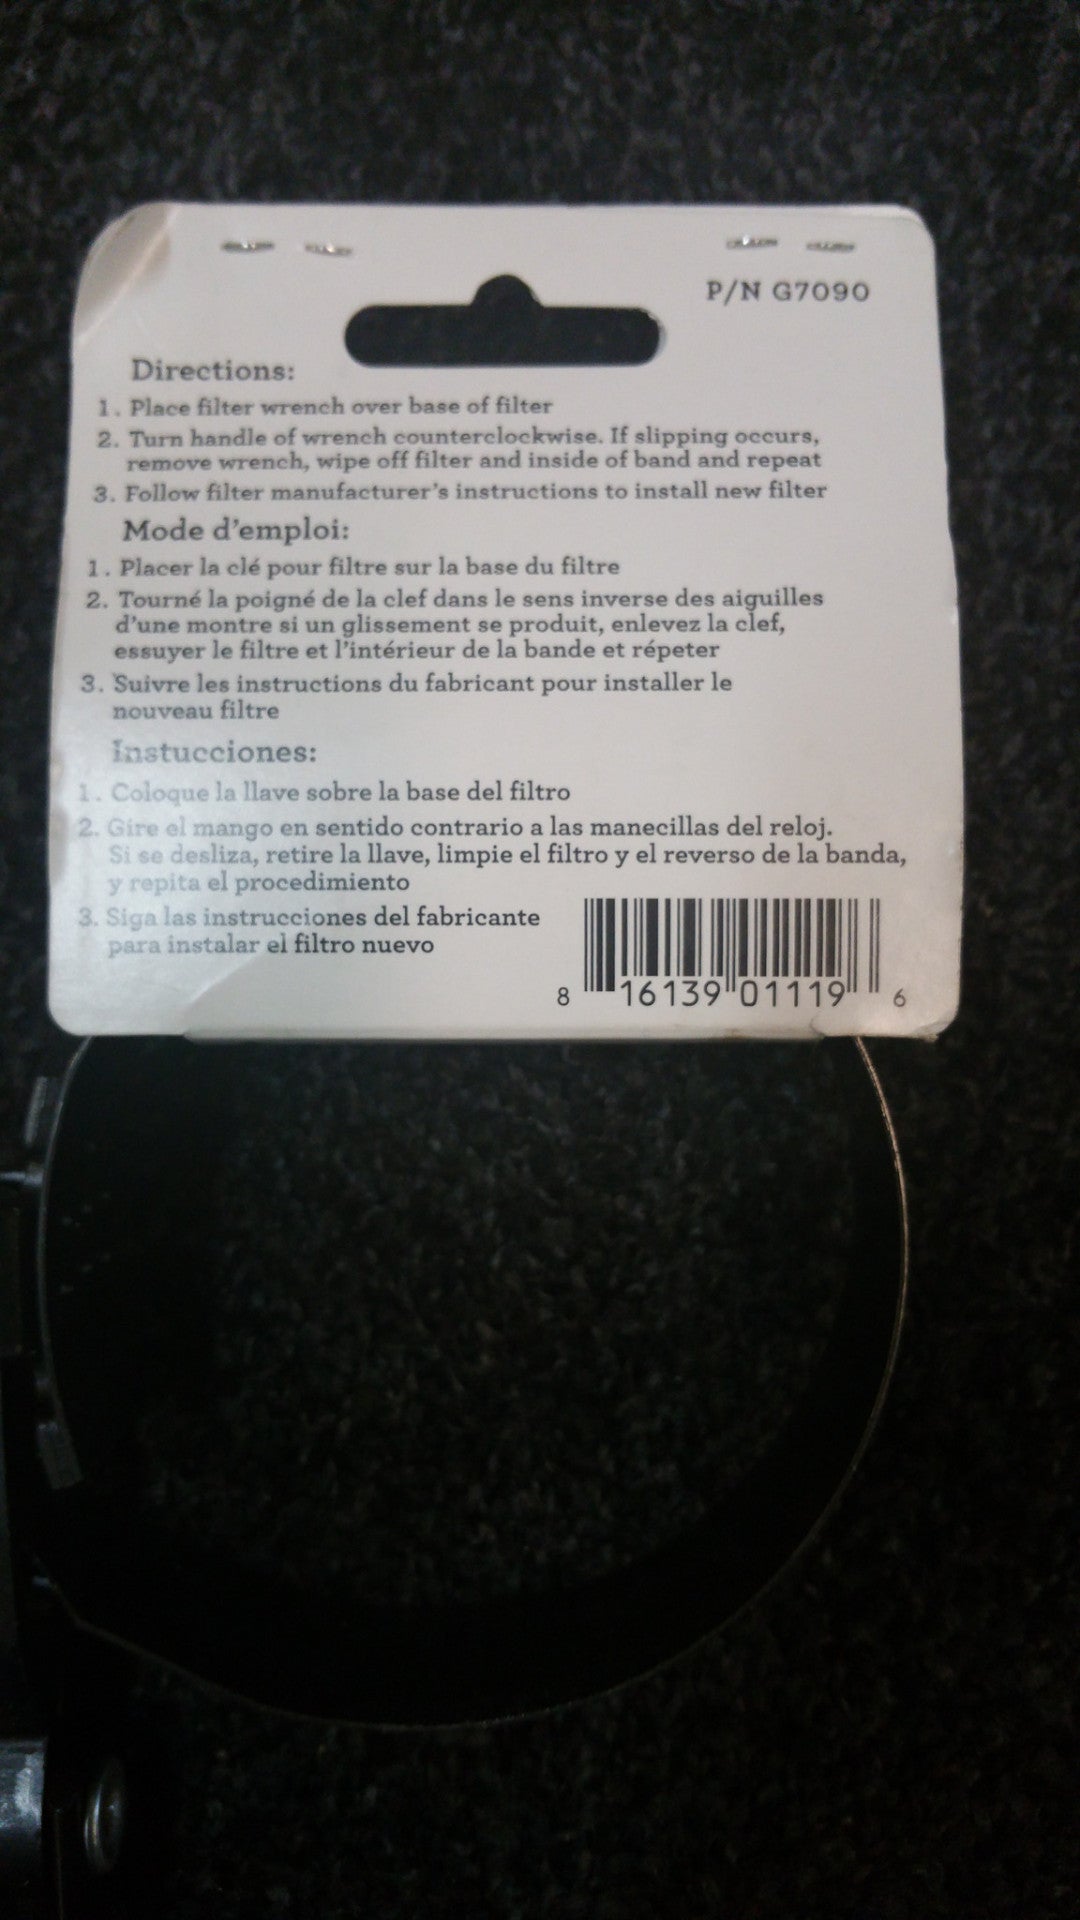 P/N G7090
Directions:
1. Place filter wrench over base of filter
2. Turn handle of wrench counterclockwise. If slipping occurs,
remove wrench, wipe off filter and inside of band and repeat
3. Follow filter manufacturer's instructions to install new filter
Mode d'emploi:
1. Placer la clé pour filtre sur la base du filtre
2. Tourné la poigné de la clef dans le sens inverse des aiguilles
d'une montre si un glissement se produit, enlevez la clef,
essuyer le filtre et l'intérieur de la bande et répeter
3. Suivre les instructions du fabricant pour installer le
nouveau filtre
Instucciones:
1. Coloque la llave sobre la base del filtro
2. Gire el mango en sentido contrario a las manecillas del reloj.
Si se desliza, retire la llave, limpie el filtro y el reverso de la banda,
y repita el procedimiento
3. Siga las instrucciones del fabricante
para instalar el filtro nuevo
8 16139 01119 6